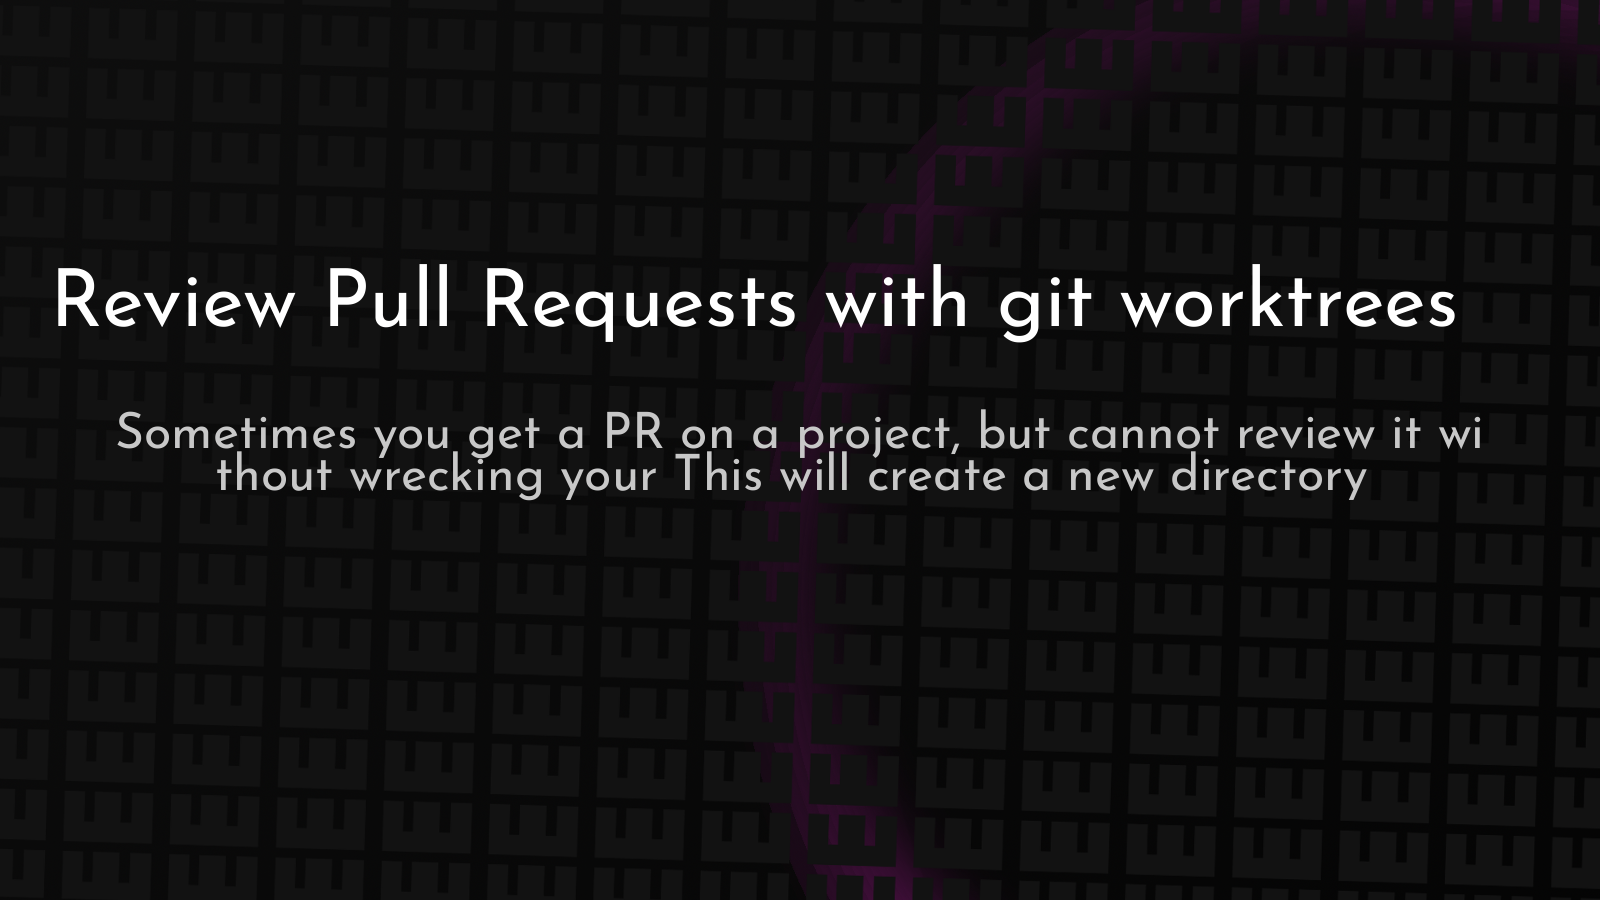 Review Pull Requests with git worktrees
Sometimes you get a PR on a project, but cannot review it wi
thout wrecking your This will create a new directory